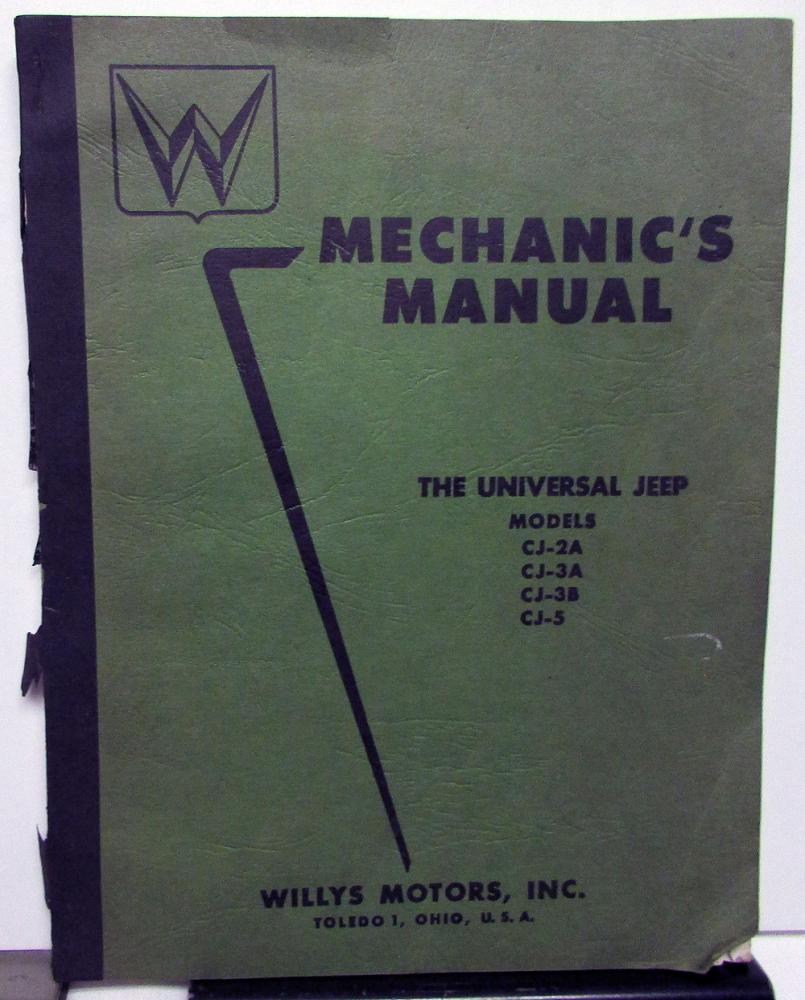 W
MECHANIC'S
MANUAL
THE UNIVERSAL JEEP
MODELS
CJ-2A
CJ-3A
CJ-3B
CJ-5
WILLYS MOTORS, INC.
TOLEDO 1, OHIO, U.S.A.